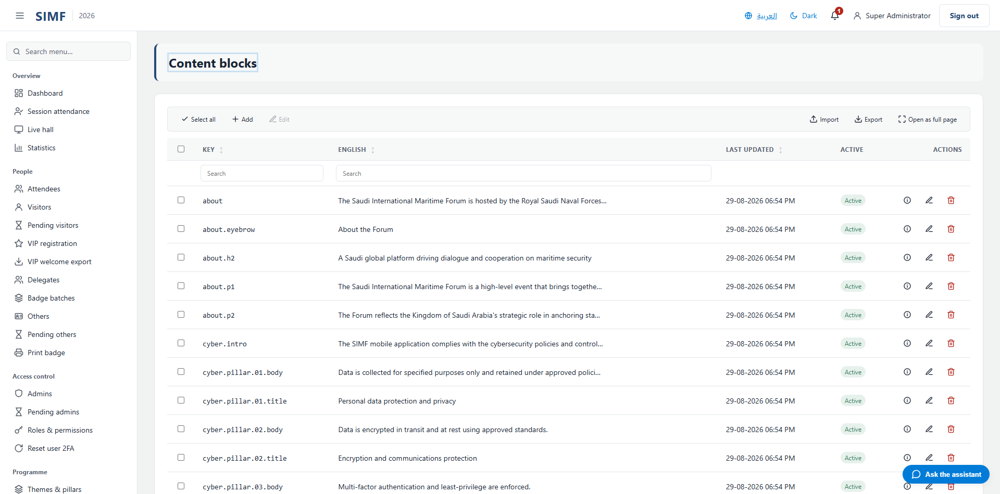 SIMF 2026
العربية Dark 1 Super Administrator Sign out
Search menu...
Overview
Dashboard
Session attendance
Live hall
Statistics
People
Attendees
Visitors
Pending visitors
VIP registration
VIP welcome export
Delegates
Badge batches
Others
Pending others
Print badge
Access control
Admins
Pending admins
Roles & permissions
Reset user 2FA
Programme
Themes & pillars
Content blocks
Select all Add Edit Import Export Open as full page
KEY ENGLISH LAST UPDATED ACTIVE ACTIONS
Search Search
about The Saudi International Maritime Forum is hosted by the Royal Saudi Naval Forces... 29-08-2026 06:54 PM Active
about.eyebrow About the Forum 29-08-2026 06:54 PM Active
about.h2 A Saudi global platform driving dialogue and cooperation on maritime security 29-08-2026 06:54 PM Active
about.p1 The Saudi International Maritime Forum is a high-level event that brings togethe... 29-08-2026 06:54 PM Active
about.p2 The Forum reflects the Kingdom of Saudi Arabia's strategic role in anchoring sta... 29-08-2026 06:54 PM Active
cyber.intro The SIMF mobile application complies with the cybersecurity policies and control... 29-08-2026 06:54 PM Active
cyber.pillar.01.body Data is collected for specified purposes only and retained under approved polici... 29-08-2026 06:54 PM Active
cyber.pillar.01.title Personal data protection and privacy 29-08-2026 06:54 PM Active
cyber.pillar.02.body Data is encrypted in transit and at rest using approved standards. 29-08-2026 06:54 PM Active
cyber.pillar.02.title Encryption and communications protection 29-08-2026 06:54 PM Active
cyber.pillar.03.body Multi-factor authentication and least-privilege are enforced. 29-08-2026 06:54 PM Active
Ask the assistant